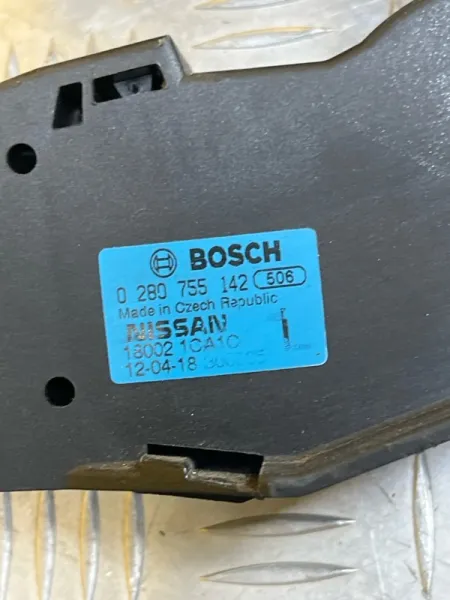 BOSCH
0 280 755 142 506
Made in Czech Republic
NISSAN
18002 1CA1C
12-04-18